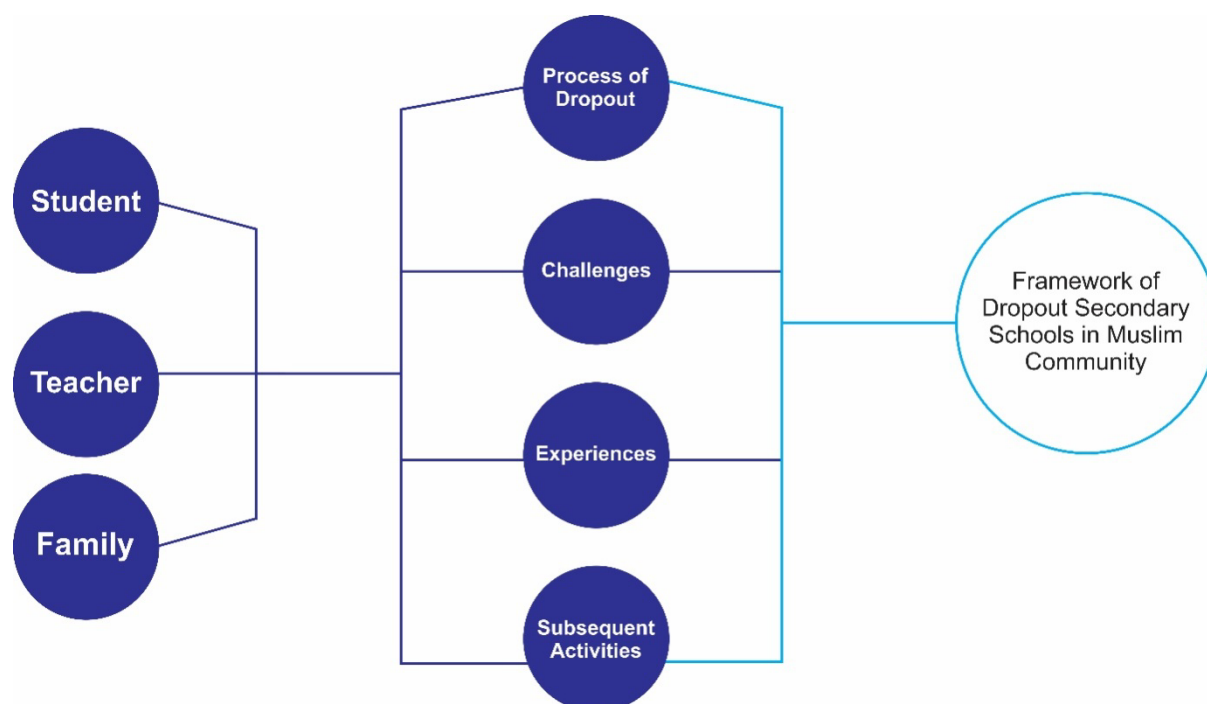 Student
Teacher
Family
Process of
Dropout
Challenges
Experiences
Subsequent
Activities
Framework of
Dropout Secondary
Schools in Muslim
Community